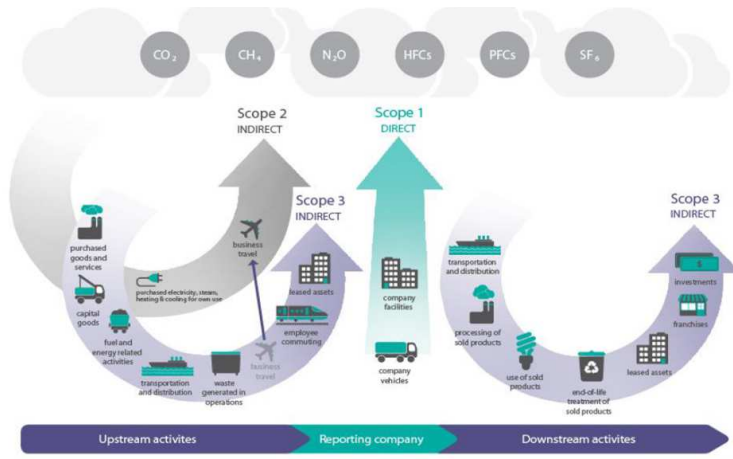 CO₂
CH₄
N₂O
HFCs
PFCs
SF₆
Scope 2
INDIRECT
Scope 1
DIRECT
Scope 3
INDIRECT
Scope 3
INDIRECT
purchased
goods and
services
capital
goods
fuel and
energy related
activities
purchased electricity, steam,
heating & cooling for own use
transportation
and distribution
waste
generated in
operations
business
travel
business
travel
employee
commuting
leased assets
company
facilities
company
vehicles
transportation
and distribution
processing of
sold products
use of sold
products
end-of-life
treatment of
sold products
leased assets
franchises
investments
Upstream activites
Reporting company
Downstream activites